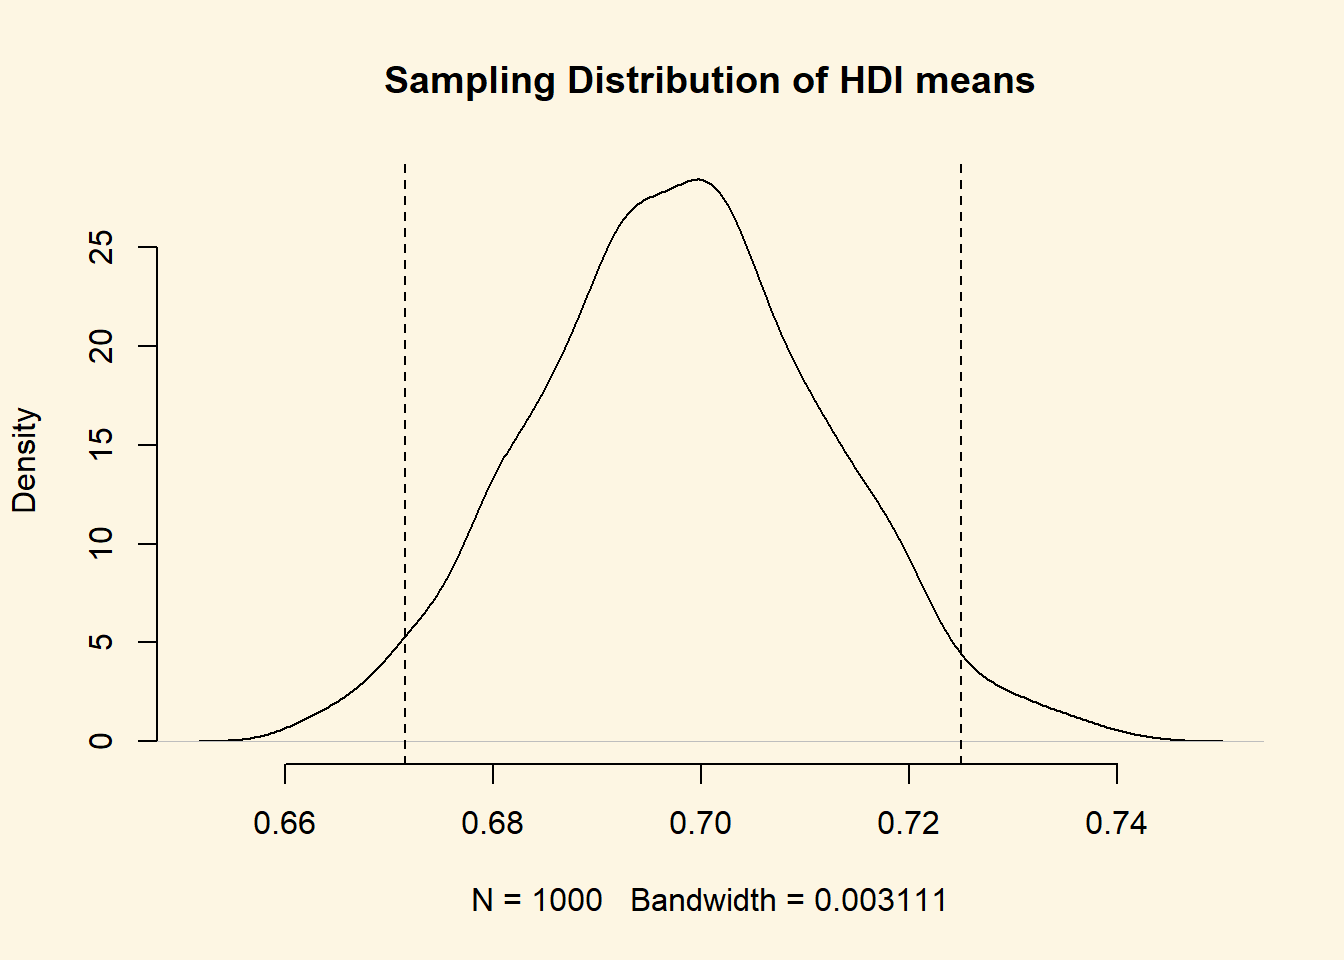 Sampling Distribution of HDI means
Density
25
20
15
10
5
0
0.66 0.68 0.70 0.72 0.74
N = 1000 Bandwidth = 0.003111